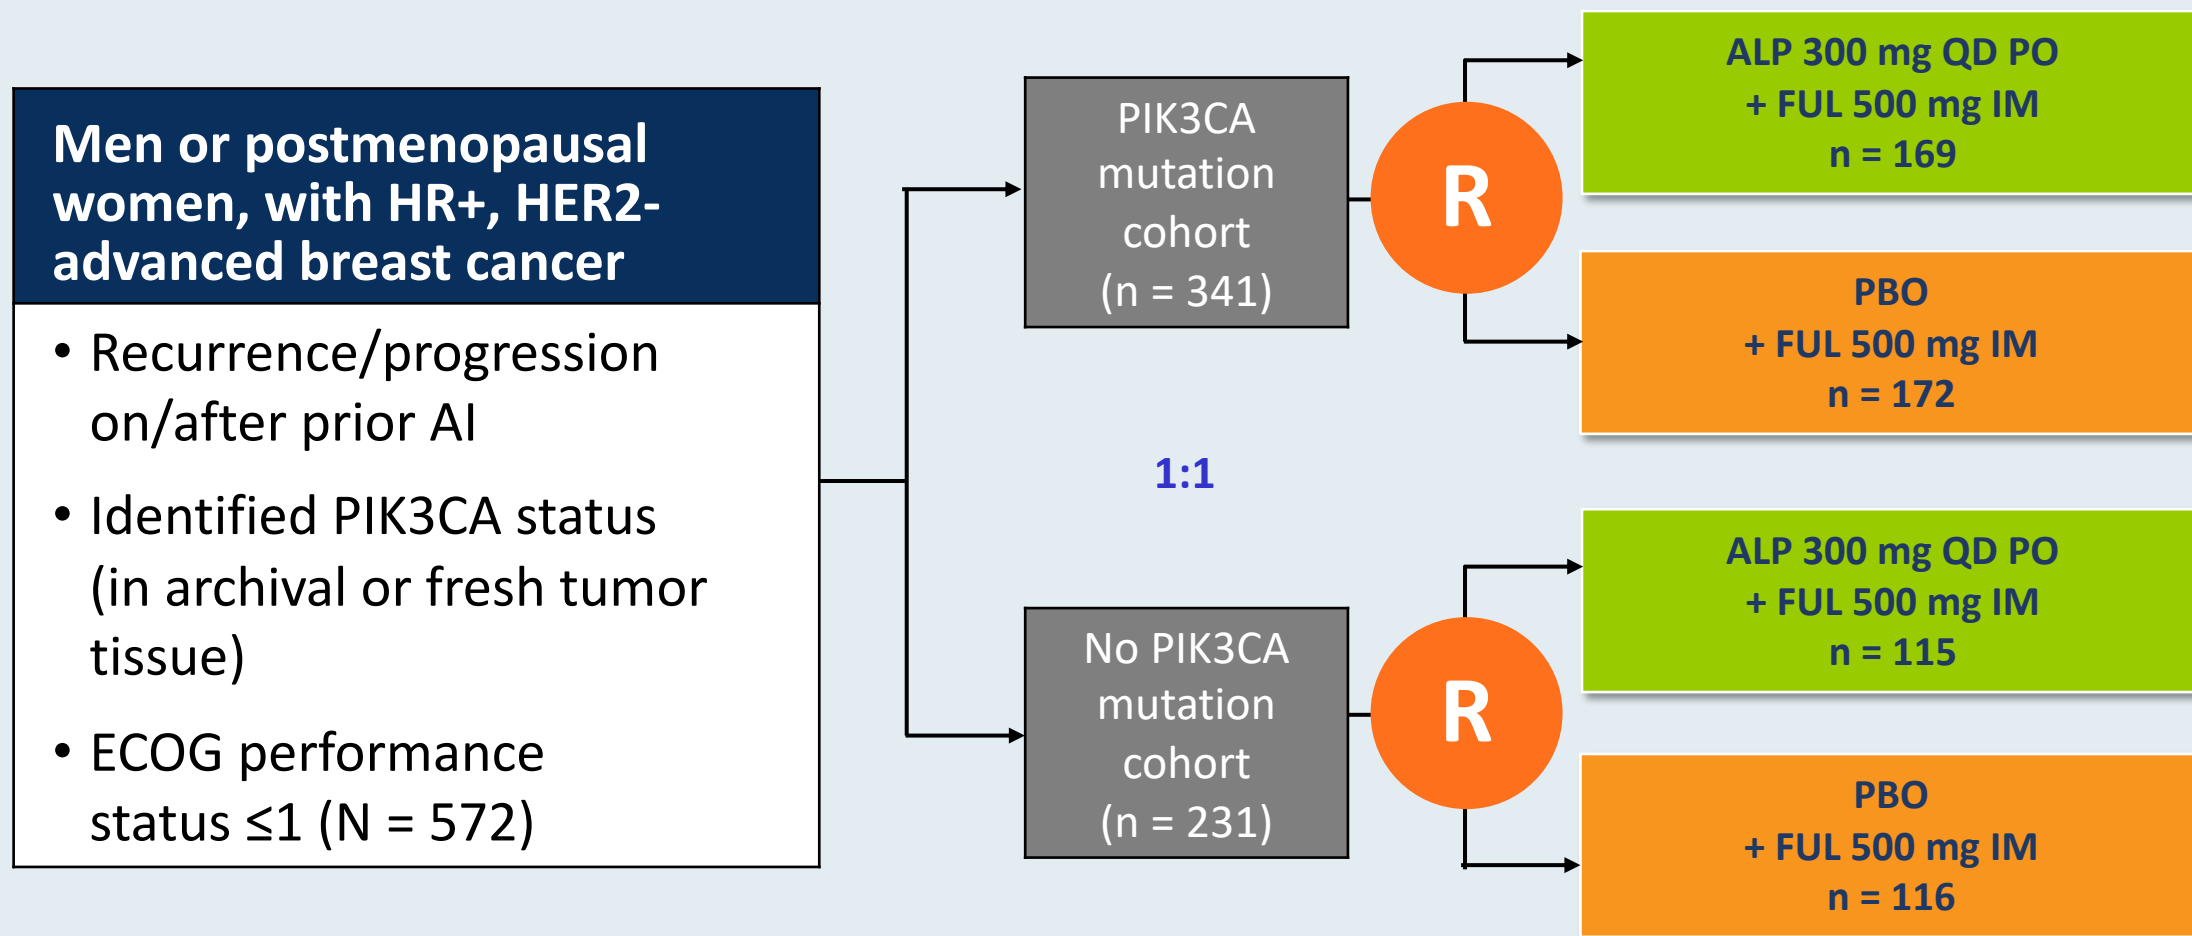 Men or postmenopausal
women, with HR+, HER2-
advanced breast cancer
• Recurrence/progression
on/after prior AI
• Identified PIK3CA status
(in archival or fresh tumor
tissue)
• ECOG performance
status ≤1 (N = 572)
PIK3CA
mutation
cohort
(n = 341)
R
ALP 300 mg QD PO
+ FUL 500 mg IM
n = 169
PBO
+ FUL 500 mg IM
n = 172
1:1
No PIK3CA
mutation
cohort
(n = 231)
R
ALP 300 mg QD PO
+ FUL 500 mg IM
n = 115
PBO
+ FUL 500 mg IM
n = 116